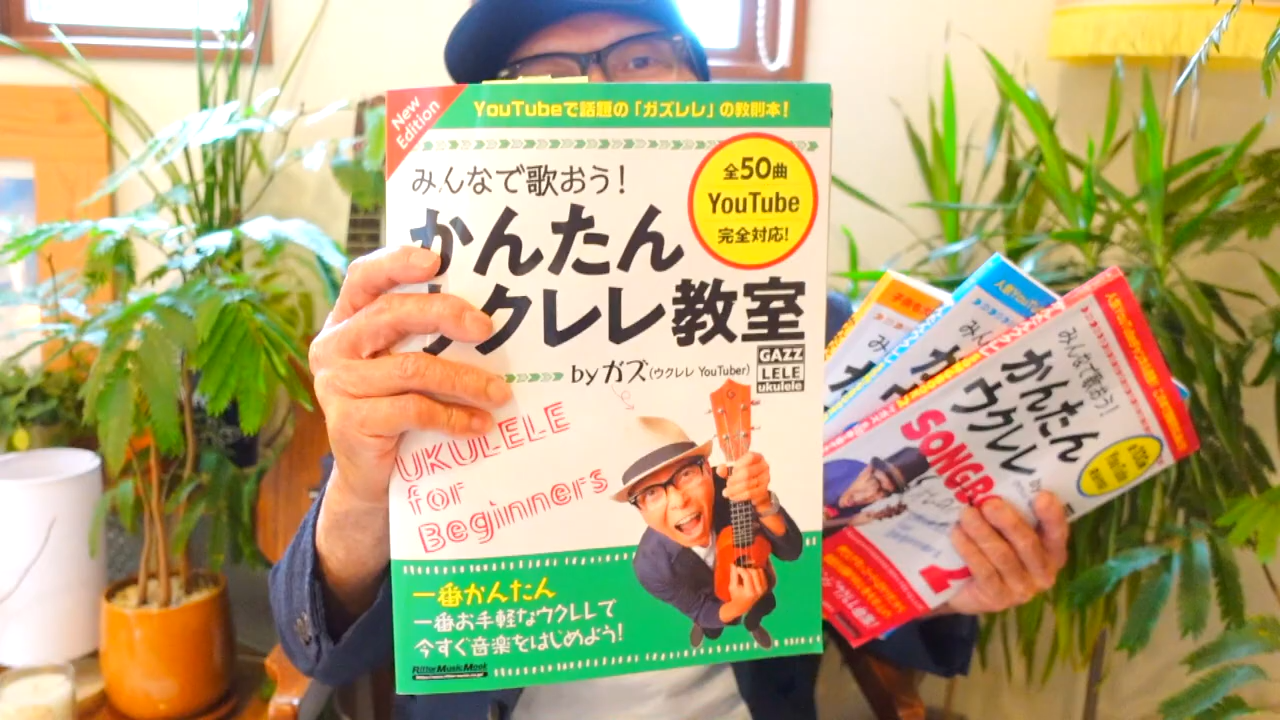 New
Edition
YouTubeで話題の「ガズレレ」の教則本!
みんなで歌おう!
かんたん
ウクレレ教室
by ガズ(ウクレレ YouTuber)
全50曲
YouTube
完全対応!
GAZZ
LELE
ukulele
UKULELE
for
Beginners
一番かんたん
一番お手軽なウクレレで
今すぐ音楽をはじめよう!
Rittor Music Mook
みんなで歌おう!
かんたん
ウクレレ
SONGBO
2